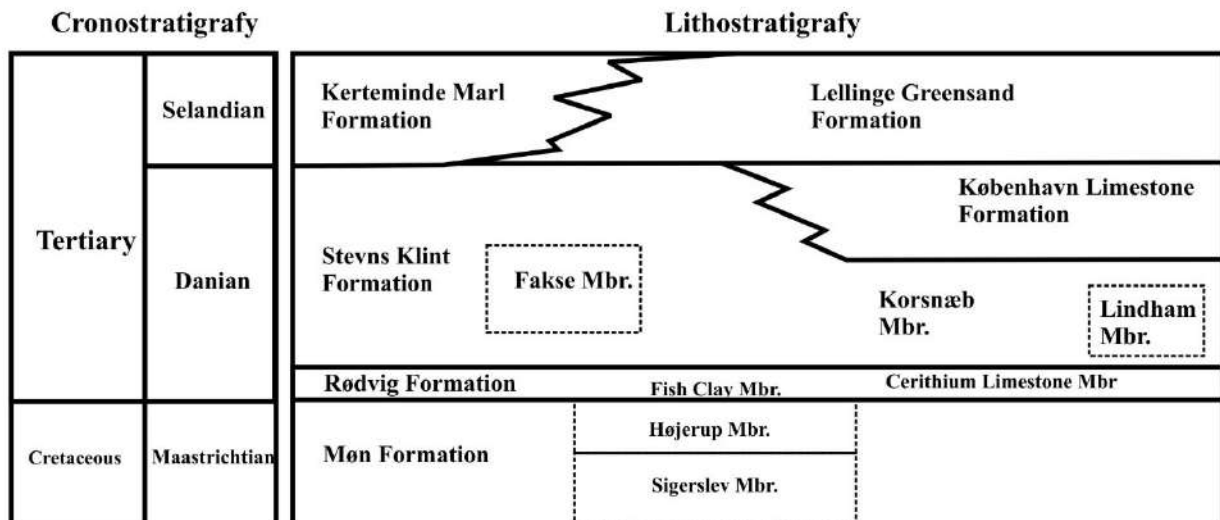 Cronostratigrafy
Lithostratigrafy
Tertiary
Selandian
Kerteminde Marl
Formation
Lellinge Greensand
Formation
Danian
København Limestone
Formation
Stevns Klint
Formation
Fakse Mbr.
Korsnæb
Mbr.
Lindham
Mbr.
Rødvig Formation
Fish Clay Mbr.
Cerithium Limestone Mbr
Cretaceous
Maastrichtian
Møn Formation
Højerup Mbr.
Sigerslev Mbr.